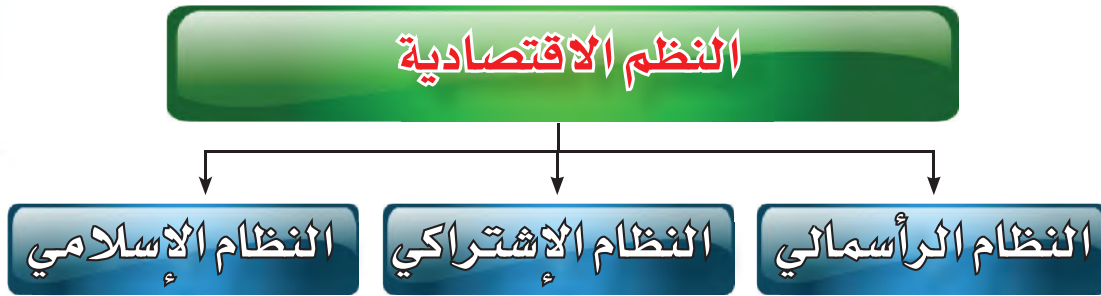 النظم الاقتصادية
النظام الرأسمالي
النظام الإشتراكي
النظام الإسلامي